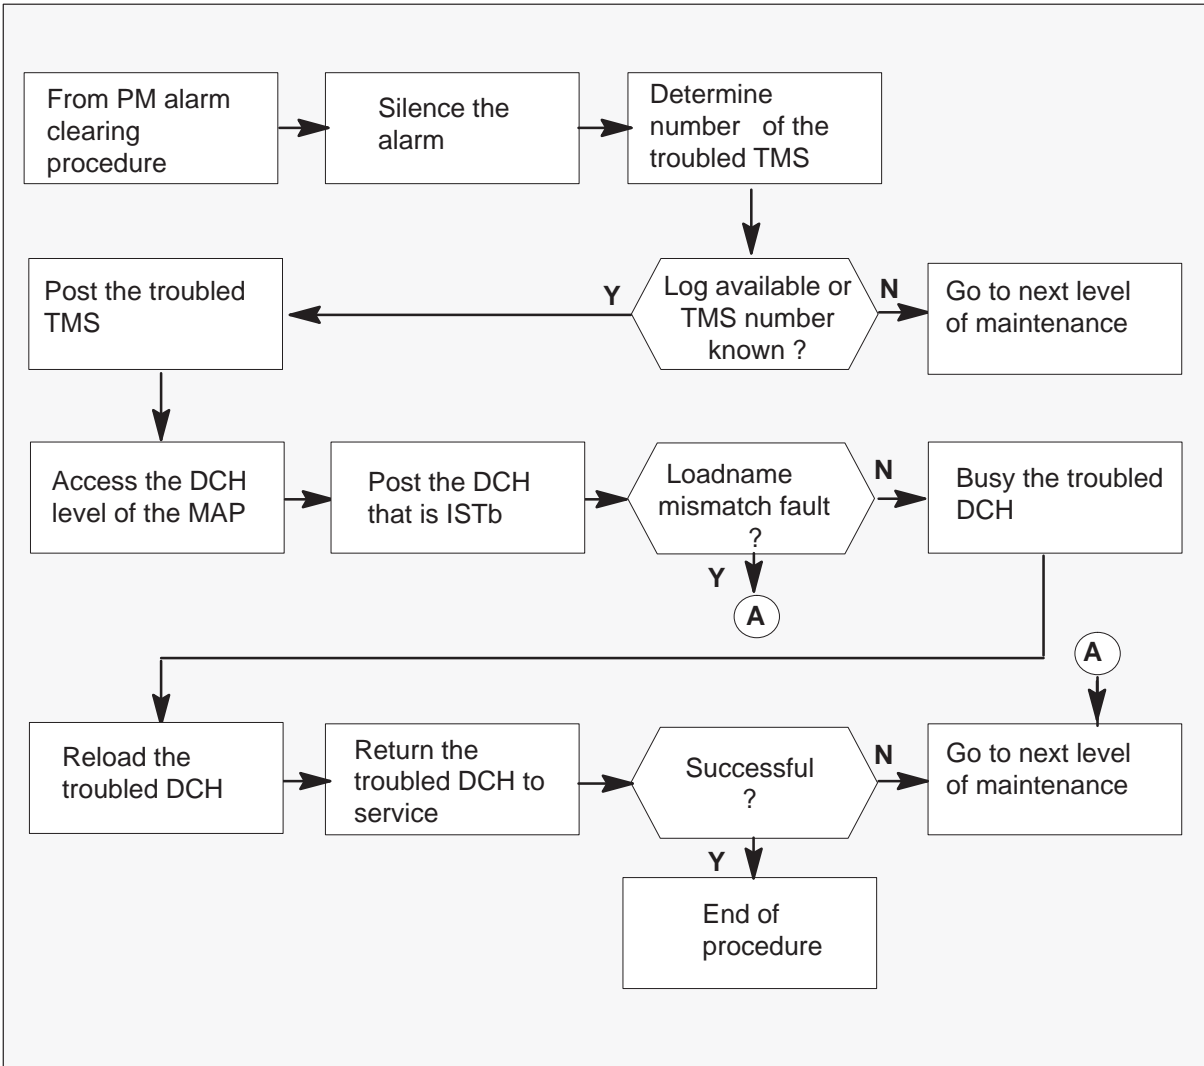 From PM alarm
clearing
procedure
Silence the
alarm
Determine
number of the
troubled TMS
Post the troubled
TMS
Y
Log available or
TMS number
known ?
N
Go to next level
of maintenance
Access the DCH
level of the MAP
Post the DCH
that is ISTb
Loadname
mismatch fault
?
N
Y
A
Busy the troubled
DCH
A
Reload the
troubled DCH
Return the
troubled DCH to
service
Successful
?
N
Y
Go to next level
of maintenance
End of
procedure